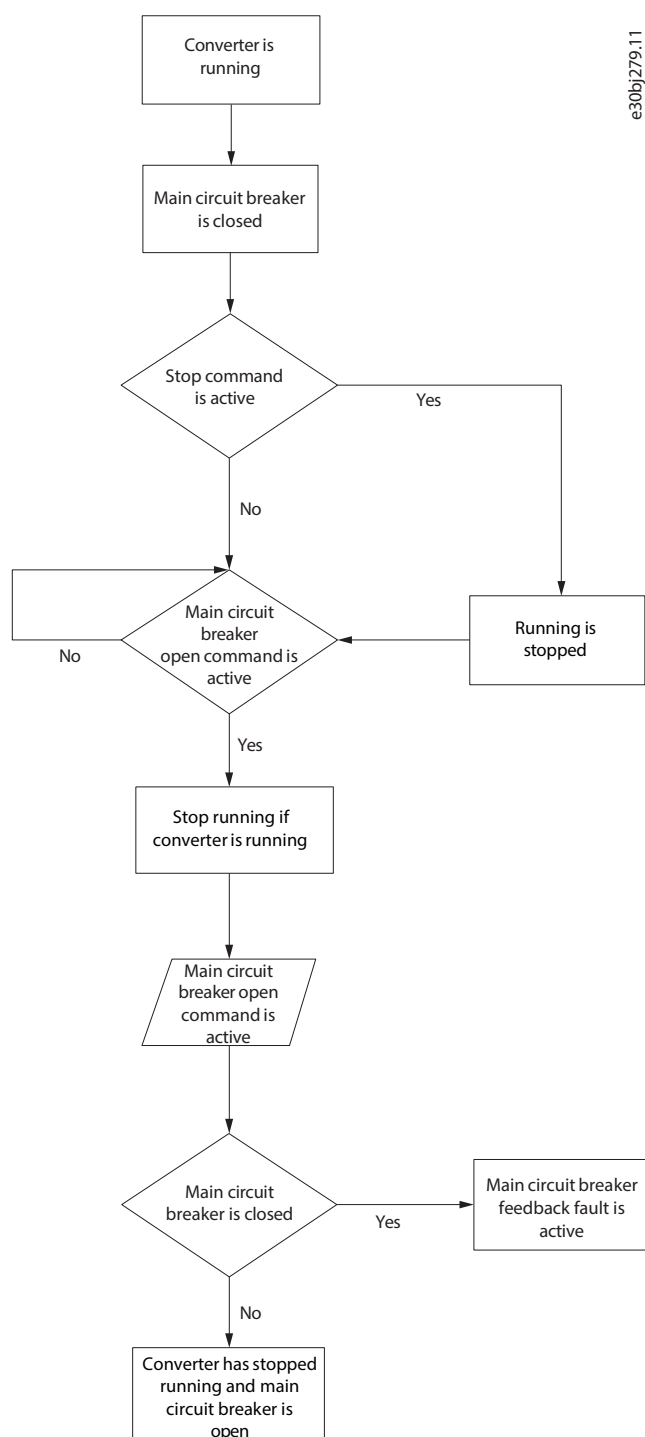 e30bj279.11
Converter is
running
Main circuit breaker
is closed
Stop command
is active
Yes
No
Main circuit
breaker
open command is
active
No
Running is
stopped
Yes
Stop running if
converter is running
Main circuit
breaker open
command is
active
Main circuit
breaker is closed
Yes
Main circuit breaker
feedback fault is
active
No
Converter has stopped
running and main
circuit breaker is
open